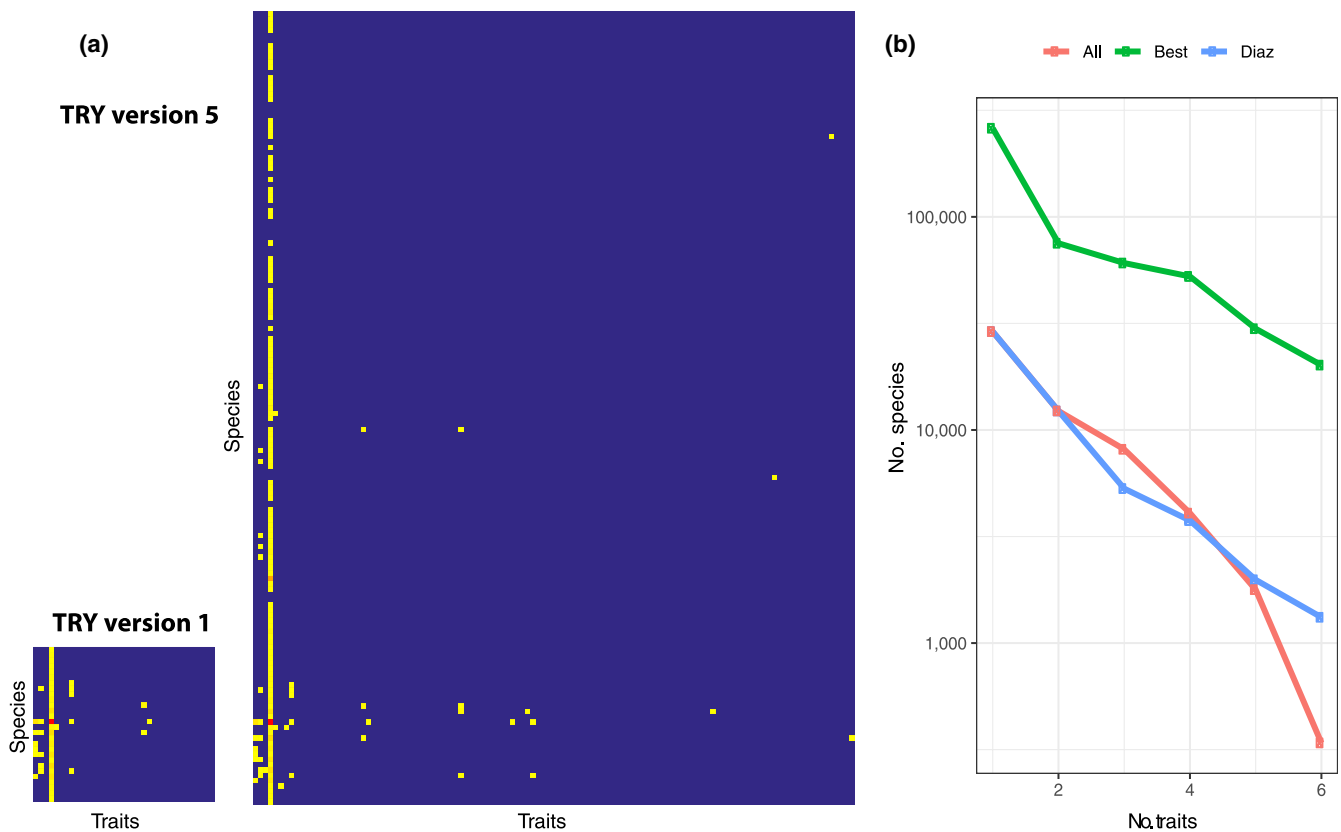 (a)
TRY version 5
Species
Traits
TRY version 1
Species
Traits
(b)
All Best Diaz
No. species
100,000
10,000
1,000
2 4 6
No. traits